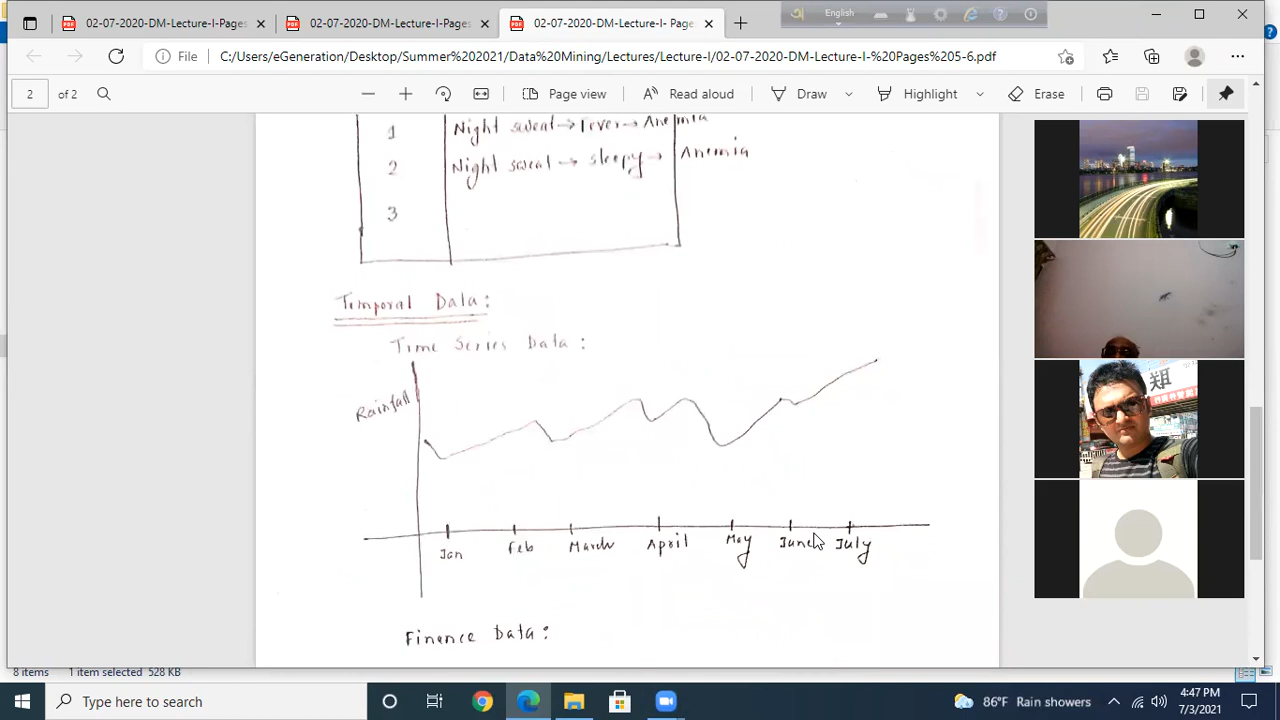 02-07-2020-DM-Lecture-I-Pages
02-07-2020-DM-Lecture-I-Pages
02-07-2020-DM-Lecture-I- Page
English
File
C:/Users/eGeneration/Desktop/Summer%202021/Data%20Mining/Lectures/Lecture-I/02-07-2020-DM-Lecture-I-%20Pages%205-6.pdf
2 of 2
Page view
Read aloud
Draw
Highlight
Erase
1 Night sweat → Fever → Anemia
2 Night sweat → sleepy → Anemia
3
Temporal Data:
Time Series Data :
Rainfall
郑
Jan Feb March April May June July
Finance Data:
8 items 1 item selected 528 KB
Type here to search
86°F Rain showers
4:47 PM
7/3/2021